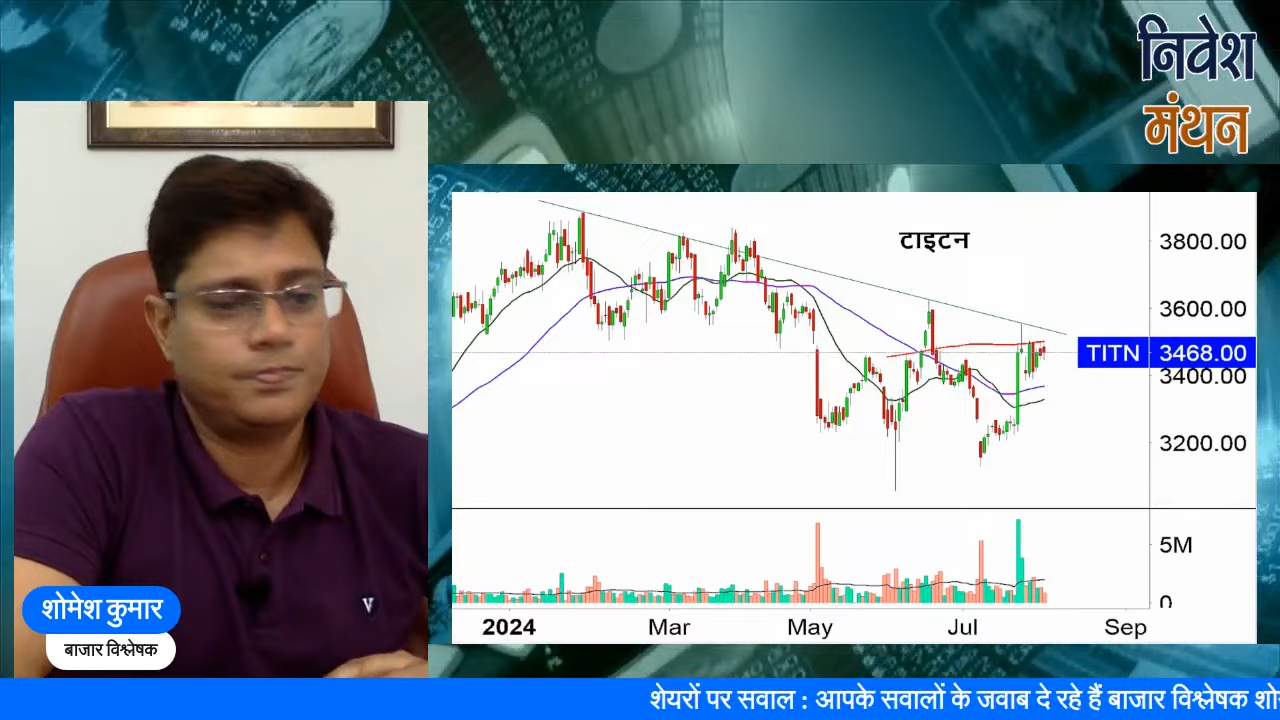 निवेश
मंथन
टाइटन
3800.00
3600.00
TITN 3468.00
3400.00
3200.00
5M
0
2024 Mar May Jul Sep
V
शोमेश कुमार
बाजार विश्लेषक
शेयरों पर सवाल : आपके सवालों के जवाब दे रहे हैं बाजार विश्लेषक शो